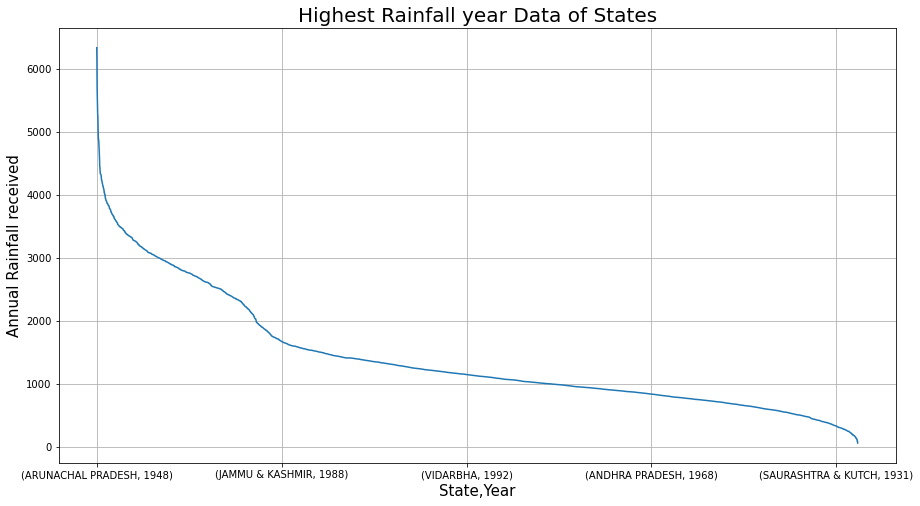 Highest Rainfall year Data of States
Annual Rainfall received
6000
5000
4000
3000
2000
1000
0
(ARUNACHAL PRADESH, 1948) (JAMMU & KASHMIR, 1988) (VIDARBHA, 1992) (ANDHRA PRADESH, 1968) (SAURASHTRA & KUTCH, 1931)
State,Year